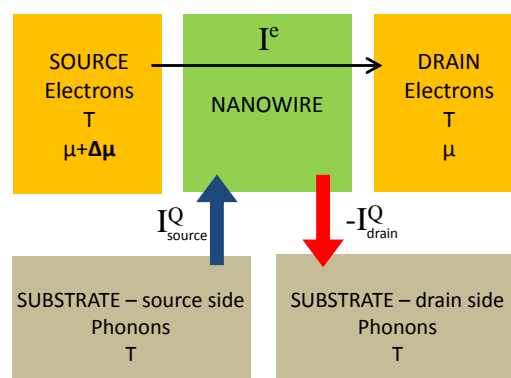 SOURCE
Electrons
T
μ+Δμ
Iᵉ
NANOWIRE
DRAIN
Electrons
T
μ
I^Q_source
-I^Q_drain
SUBSTRATE – source side
Phonons
T
SUBSTRATE – drain side
Phonons
T